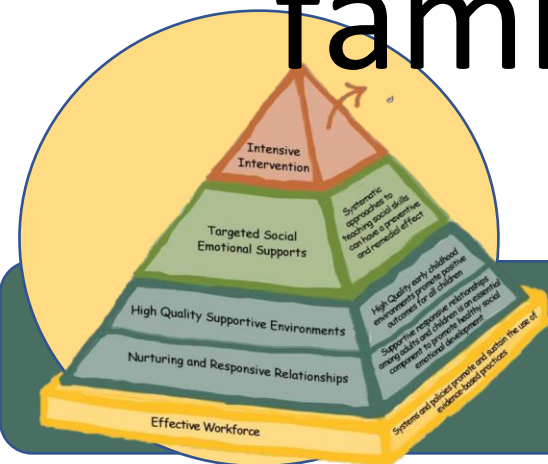 fami
Intensive
Intervention
Systematic
approaches to
teaching social skills
can have a preventive
and remedial effect
Targeted Social
Emotional Supports
High Quality early childhood
environments promote positive
outcomes for all children
High Quality Supportive Environments
Supportive responsive relationships
among adults and children is an essential
component to promote healthy social
emotional development
Nurturing and Responsive Relationships
Systems and policies promote and sustain the use of
evidence-based practices
Effective Workforce